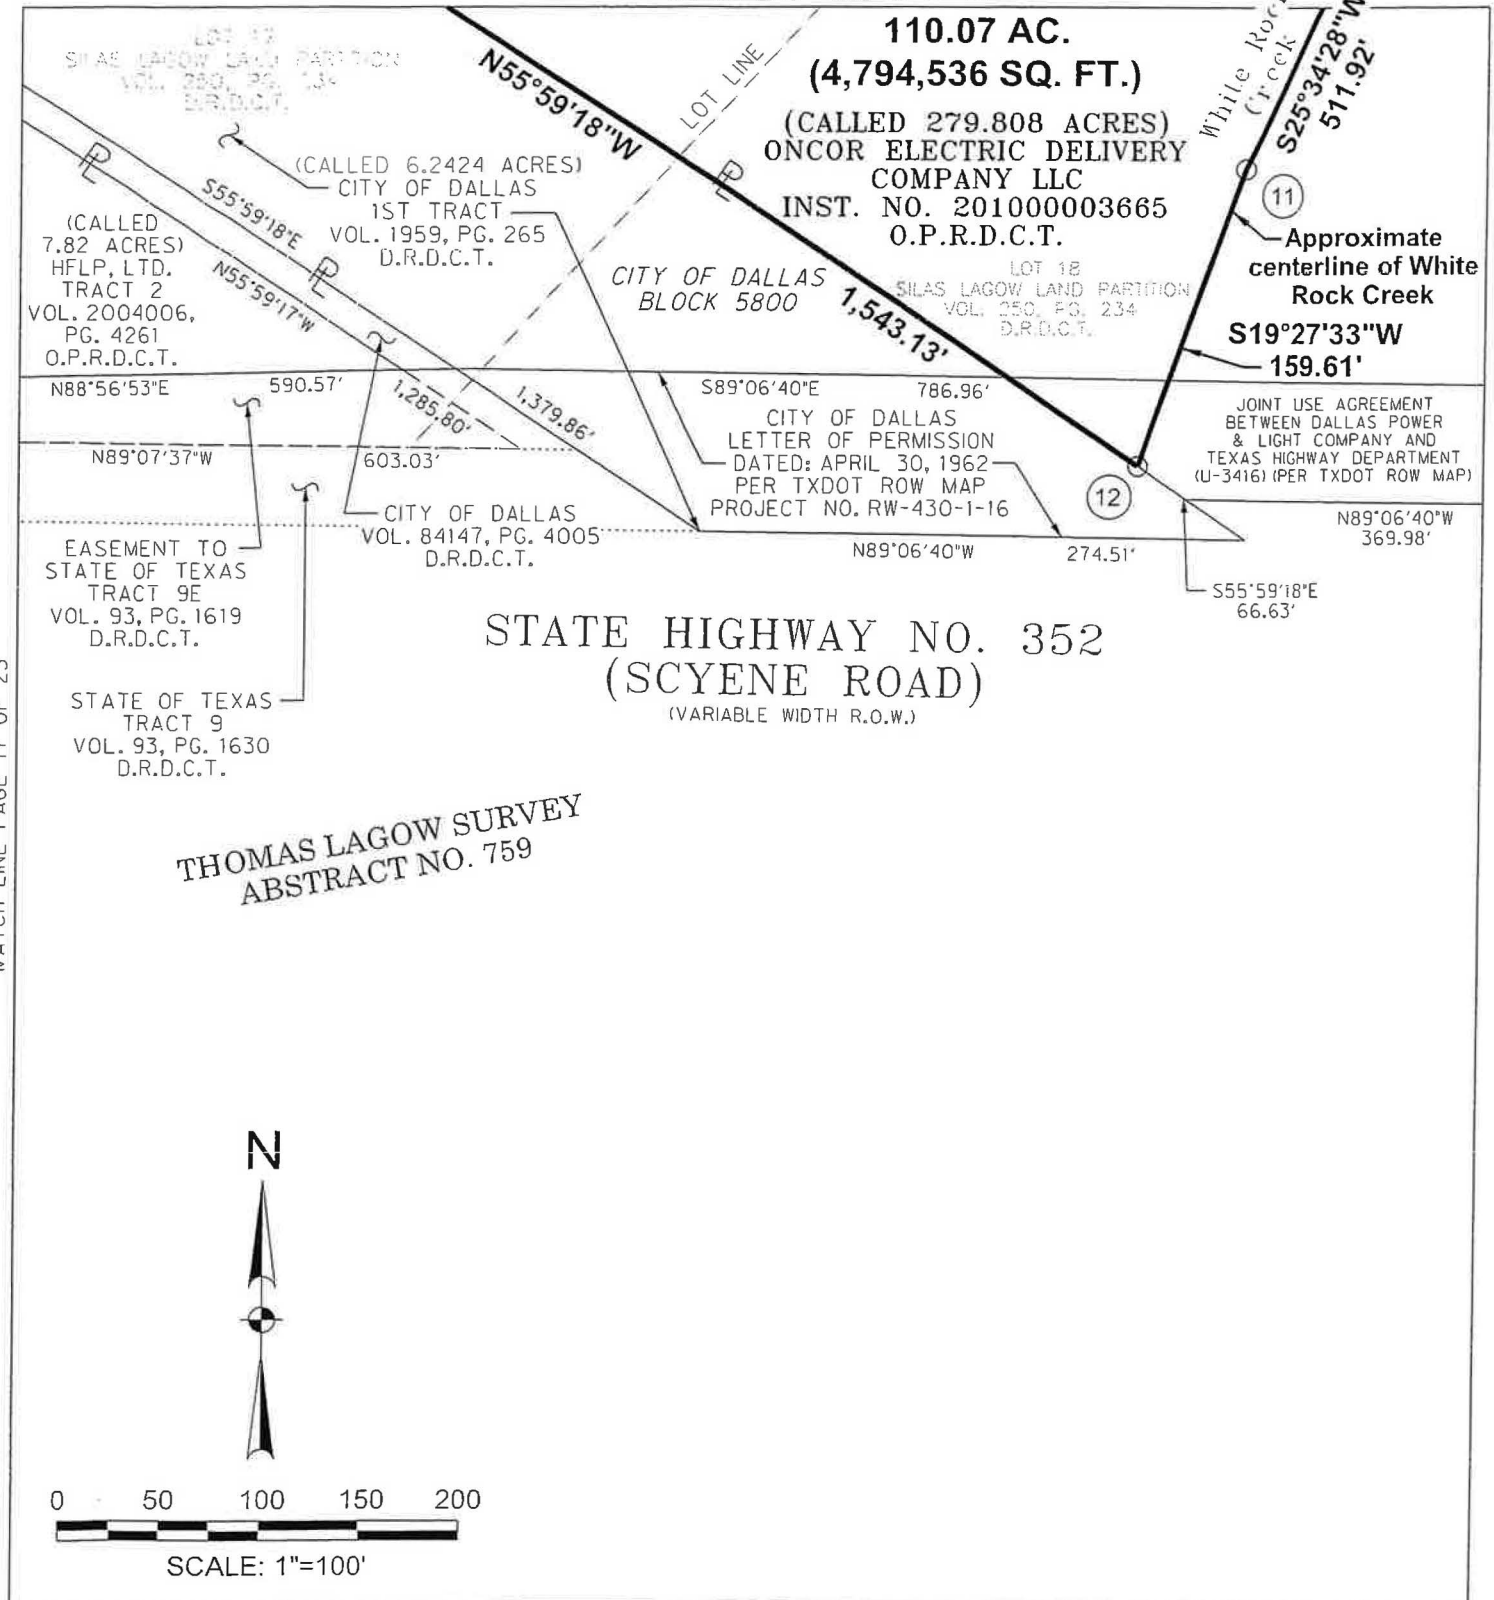 110.07 AC.
(4,794,536 SQ. FT.)
(CALLED 279.808 ACRES)
ONCOR ELECTRIC DELIVERY
COMPANY LLC
INST. NO. 201000003665
O.P.R.D.C.T.
White Rock
Creek
S25°34'28"W
511.92'
11
Approximate
centerline of White
Rock Creek
S19°27'33"W
159.61'
SILAS LAGOW LAND PARTITION
D.R.D.C.T.
N55°59'18"W
1,543.13'
LOT LINE
(CALLED 6.2424 ACRES)
CITY OF DALLAS
1ST TRACT
VOL. 1959, PG. 265
D.R.D.C.T.
S55°59'18"E
N55°59'17"W
(CALLED
7.82 ACRES)
HFLP, LTD.
TRACT 2
VOL. 2004006,
PG. 4261
O.P.R.D.C.T.
CITY OF DALLAS
BLOCK 5800
LOT 18
SILAS LAGOW LAND PARTITION
VOL. 250, PG. 234
D.R.D.C.T.
N88°56'53"E
590.57'
1,285.80'
1,379.86'
S89°06'40"E
786.96'
CITY OF DALLAS
LETTER OF PERMISSION
DATED: APRIL 30, 1962
PER TXDOT ROW MAP
PROJECT NO. RW-430-1-16
JOINT USE AGREEMENT
BETWEEN DALLAS POWER
& LIGHT COMPANY AND
TEXAS HIGHWAY DEPARTMENT
(U-3416) (PER TXDOT ROW MAP)
N89°07'37"W
603.03'
12
CITY OF DALLAS
VOL. 84147, PG. 4005
D.R.D.C.T.
N89°06'40"W
274.51'
N89°06'40"W
369.98'
S55°59'18"E
66.63'
EASEMENT TO
STATE OF TEXAS
TRACT 9E
VOL. 93, PG. 1619
D.R.D.C.T.
STATE HIGHWAY NO. 352
(SCYENE ROAD)
(VARIABLE WIDTH R.O.W.)
STATE OF TEXAS
TRACT 9
VOL. 93, PG. 1630
D.R.D.C.T.
THOMAS LAGOW SURVEY
ABSTRACT NO. 759
N
0 50 100 150 200
SCALE: 1"=100'